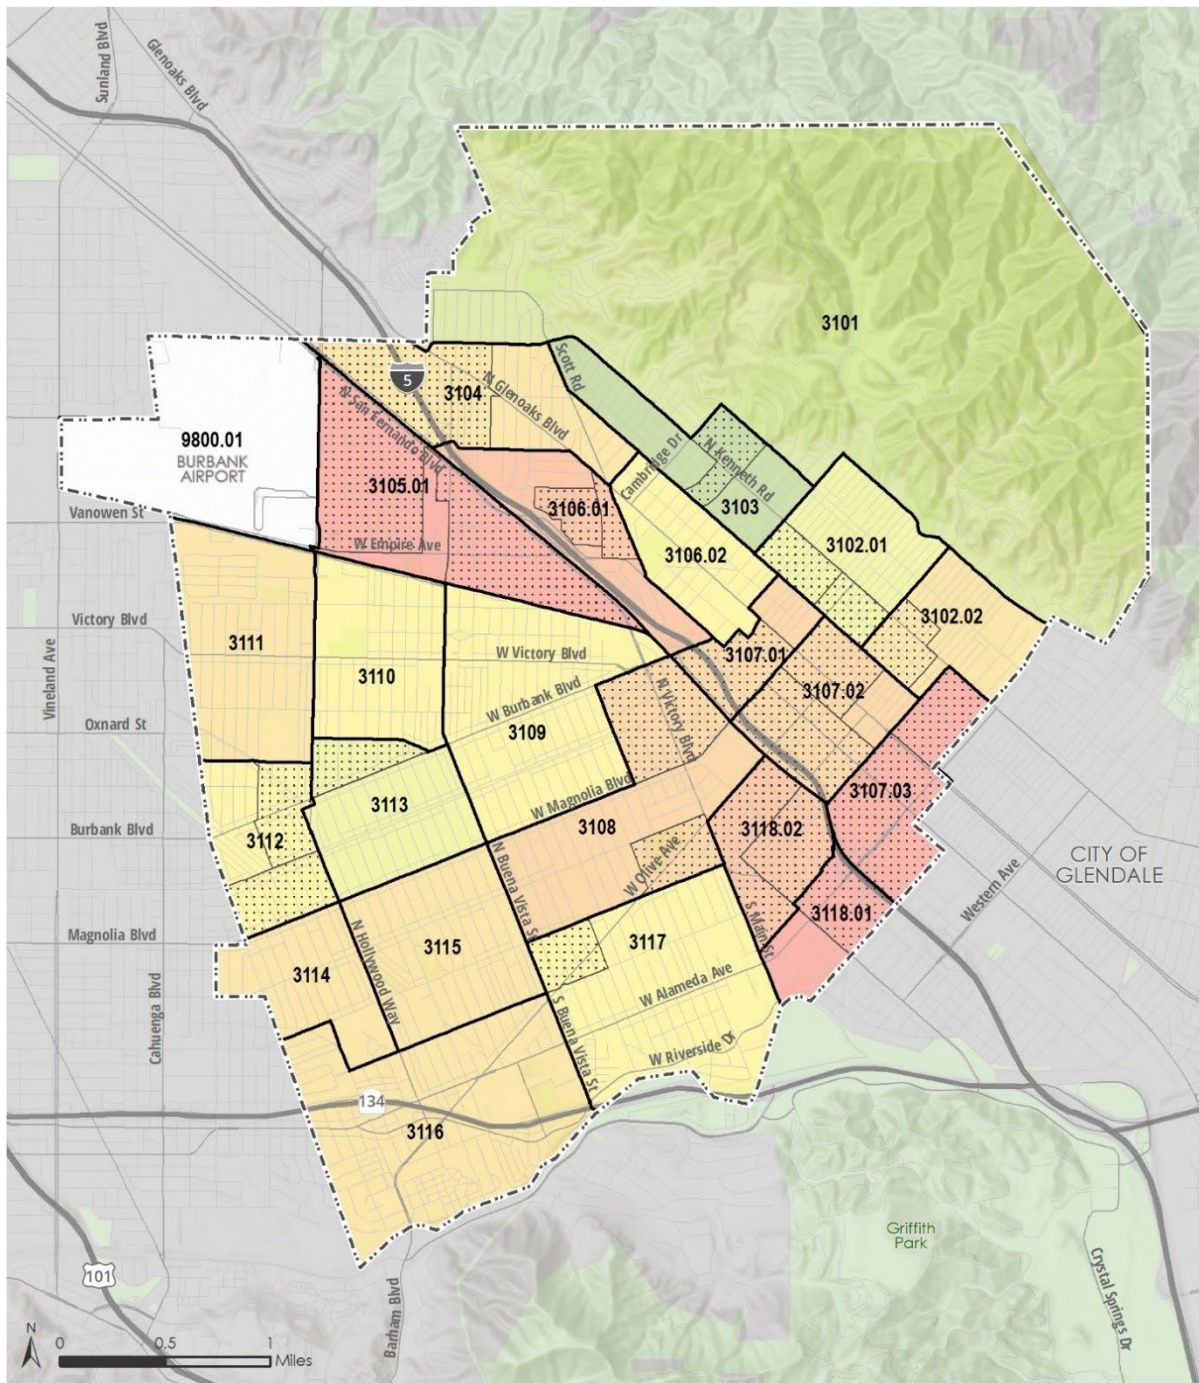 Sunland Blvd
Glenoaks Blvd
3101
Scott Rd
5
N Glenoaks Blvd
3104
N San Fernando Blvd
9800.01
BURBANK
AIRPORT
Cambridge Dr
N Kenneth Rd
3105.01
3106.01
3103
Vanowen St
W Empire Ave
3106.02
3102.01
3102.02
Victory Blvd
3111
W Victory Blvd
3107.01
3110
3107.02
Vineland Ave
W Burbank Blvd
N Victory Blvd
Oxnard St
3109
3107.03
3113
W Magnolia Blvd
Burbank Blvd
3112
3108
3118.02
CITY OF
GLENDALE
W Olive Ave
Western Ave
N Buena Vista St
3118.01
S Main St
Magnolia Blvd
N Hollywood Way
3115
3117
3114
W Alameda Ave
Cahuenga Blvd
S Buena Vista St
W Riverside Dr
134
3116
Griffith
Park
101
Barham Blvd
Crystal Springs Dr
N
0 0.5 1
Miles